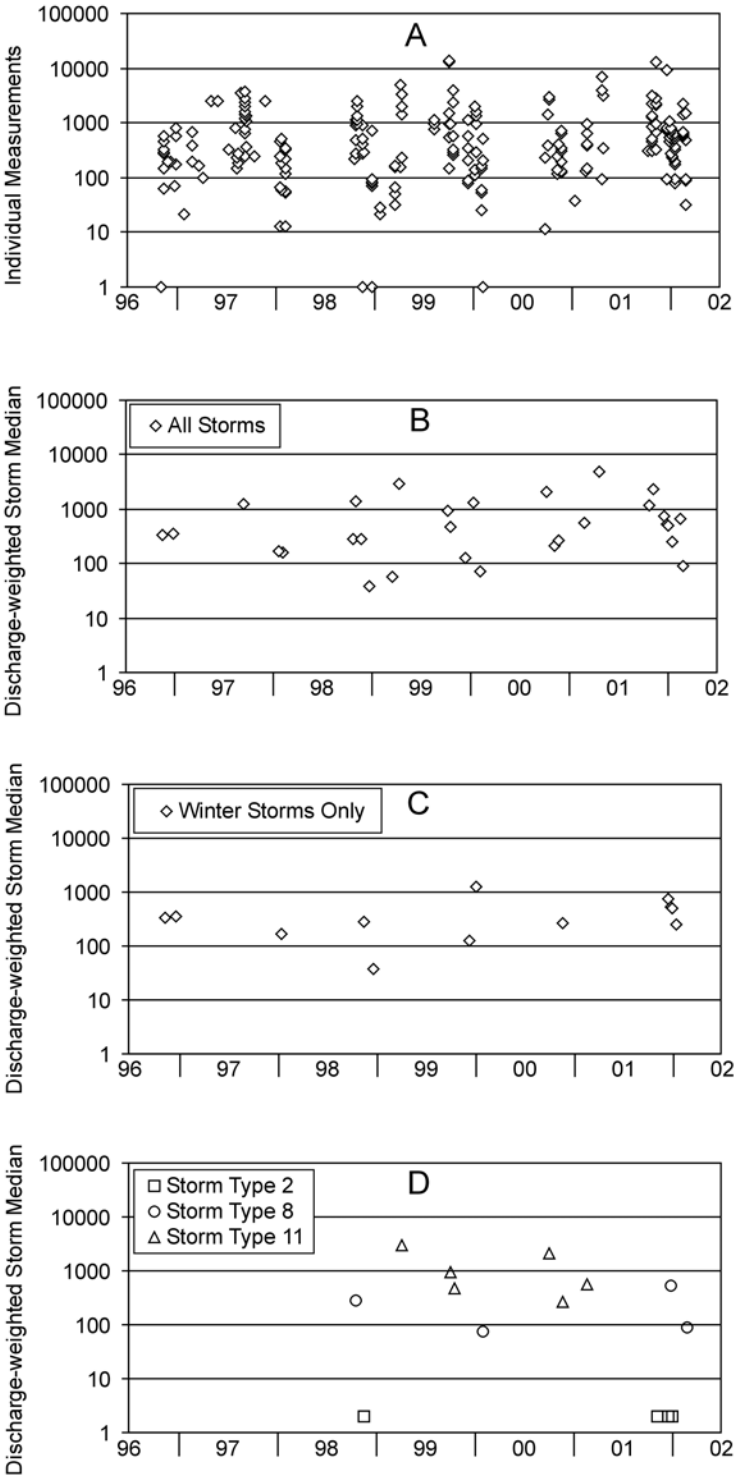 A
Individual Measurements
100000
10000
1000
100
10
1
96 97 98 99 00 01 02
B
Discharge-weighted Storm Median
100000
10000
1000
100
10
1
All Storms
96 97 98 99 00 01 02
C
Discharge-weighted Storm Median
100000
10000
1000
100
10
1
Winter Storms Only
96 97 98 99 00 01 02
D
Discharge-weighted Storm Median
100000
10000
1000
100
10
1
Storm Type 2
Storm Type 8
Storm Type 11
96 97 98 99 00 01 02